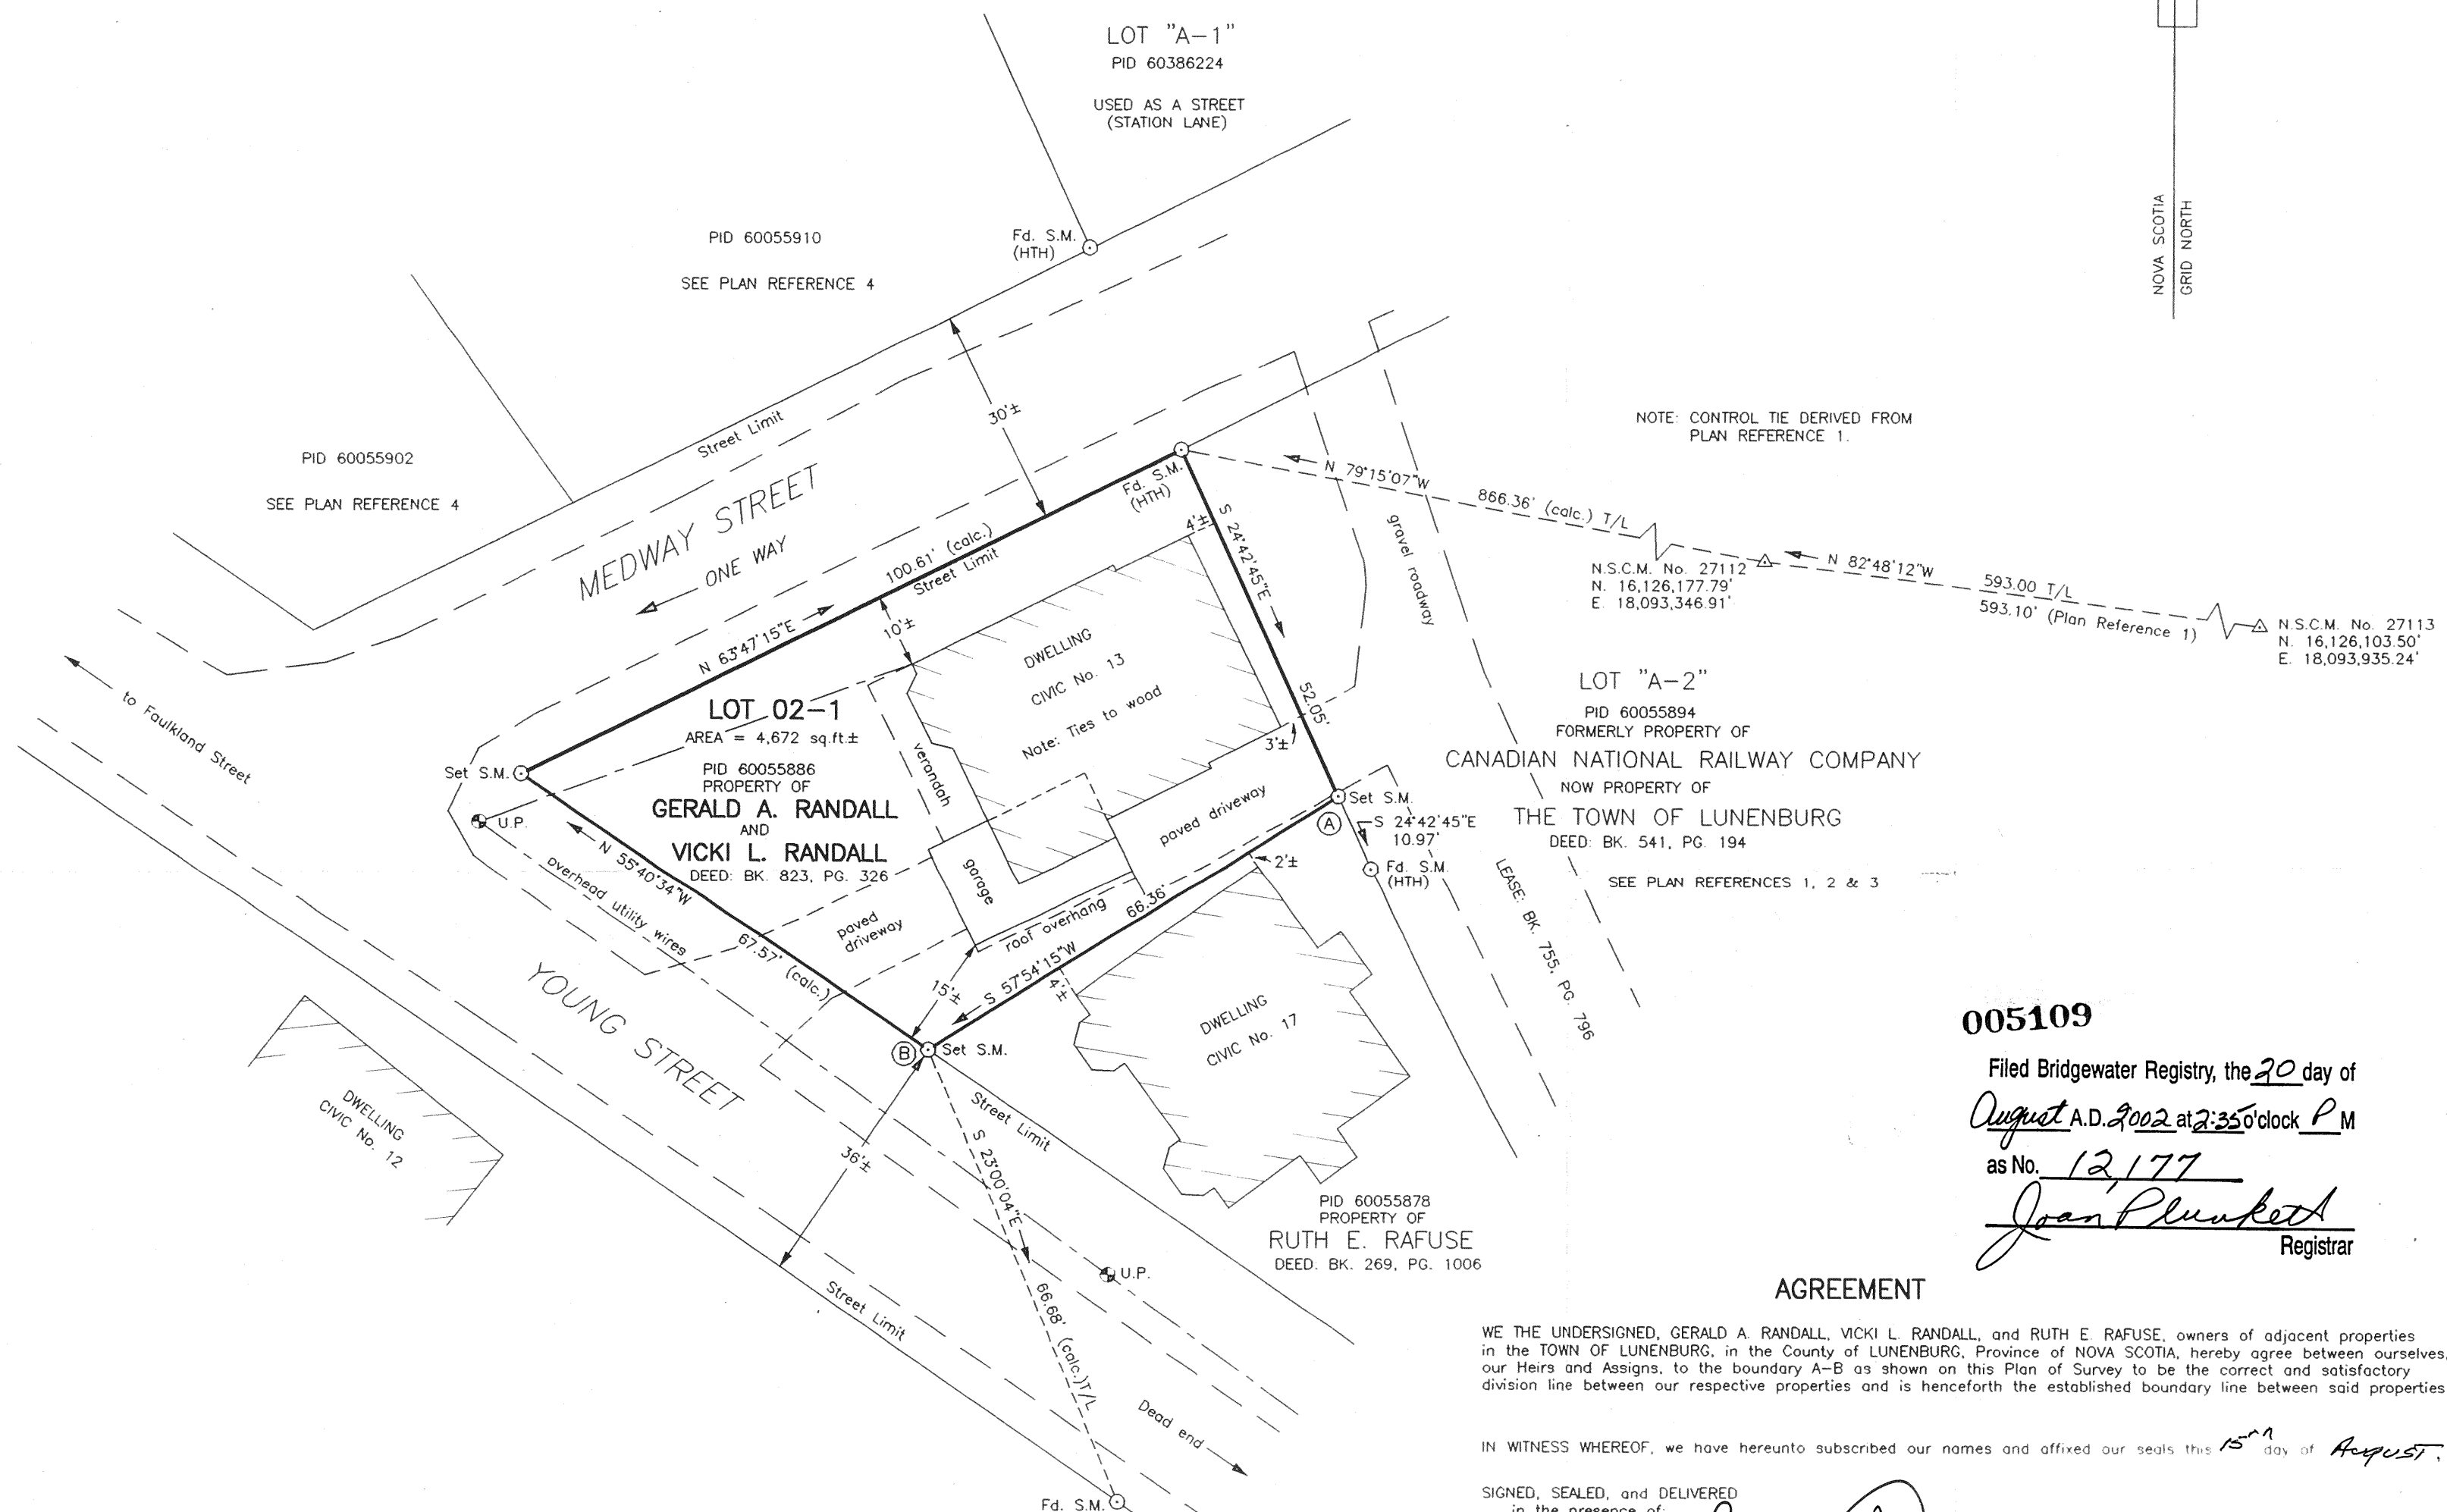 LOT "A-1"
PID 60386224
USED AS A STREET
(STATION LANE)
NOVA SCOTIA
GRID NORTH
PID 60055910
SEE PLAN REFERENCE 4
Fd. S.M.
(HTH)
PID 60055902
SEE PLAN REFERENCE 4
Street Limit
30'±
MEDWAY STREET
ONE WAY
NOTE: CONTROL TIE DERIVED FROM
PLAN REFERENCE 1.
Fd. S.M.
(HTH)
N 79°15'07"W
866.36' (calc.) T/L
N.S.C.M. No. 27112
N. 16,126,177.79'
E. 18,093,346.91'
N 82°48'12"W
593.00 T/L
593.10' (Plan Reference 1)
N.S.C.M. No. 27113
N. 16,126,103.50'
E. 18,093,935.24'
N 63°47'15"E
100.61' (calc.)
Street Limit
10'±
4'±
S 24°42'45"E
52.05'
gravel roadway
DWELLING
CIVIC No. 13
Note: Ties to wood
3'±
to Faulkland Street
LOT 02-1
AREA = 4,672 sq.ft.±
PID 60055886
PROPERTY OF
GERALD A. RANDALL
AND
VICKI L. RANDALL
DEED: BK. 823, PG. 326
verandah
Set S.M.
U.P.
N 55°40'34"W
67.57' (calc.)
overhead utility wires
paved
driveway
garage
paved driveway
roof overhang
66.36'
S 57°54'15"W
15'±
4'±
2'±
Set S.M.
A
S 24°42'45"E
10.97'
Fd. S.M.
(HTH)
LOT "A-2"
PID 60055894
FORMERLY PROPERTY OF
CANADIAN NATIONAL RAILWAY COMPANY
NOW PROPERTY OF
THE TOWN OF LUNENBURG
DEED: BK. 541, PG. 194
SEE PLAN REFERENCES 1, 2 & 3
LEASE: BK. 755, PG. 796
YOUNG STREET
B
Set S.M.
DWELLING
CIVIC No. 17
DWELLING
CIVIC No. 12
36'±
Street Limit
S 23°00'04"E
66.68' (calc.)T/L
U.P.
Street Limit
Dead end
Fd. S.M.
PID 60055878
PROPERTY OF
RUTH E. RAFUSE
DEED: BK. 269, PG. 1006
005109
Filed Bridgewater Registry, the 20 day of
August A.D. 2002 at 2:35 o'clock P M
as No. 12,177
Joan Plunkett
Registrar
AGREEMENT
WE THE UNDERSIGNED, GERALD A. RANDALL, VICKI L. RANDALL, and RUTH E. RAFUSE, owners of adjacent properties
in the TOWN OF LUNENBURG, in the County of LUNENBURG, Province of NOVA SCOTIA, hereby agree between ourselves,
our Heirs and Assigns, to the boundary A-B as shown on this Plan of Survey to be the correct and satisfactory
division line between our respective properties and is henceforth the established boundary line between said properties
IN WITNESS WHEREOF, we have hereunto subscribed our names and affixed our seals this 15th day of August,
SIGNED, SEALED, and DELIVERED
in the presence of: